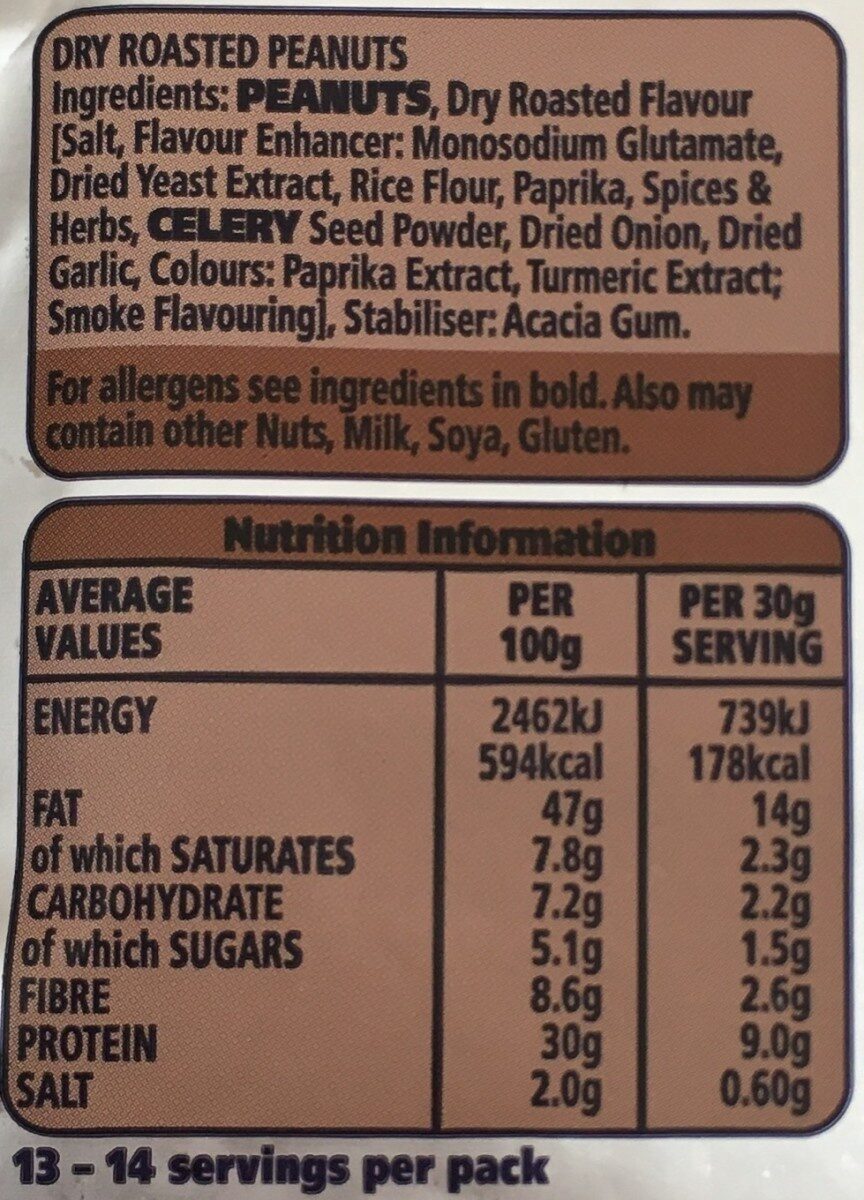 DRY ROASTED PEANUTS
Ingredients: PEANUTS, Dry Roasted Flavour
[Salt, Flavour Enhancer: Monosodium Glutamate,
Dried Yeast Extract, Rice Flour, Paprika, Spices &
Herbs, CELERY Seed Powder, Dried Onion, Dried
Garlic, Colours: Paprika Extract, Turmeric Extract;
Smoke Flavouring], Stabiliser: Acacia Gum.
For allergens see ingredients in bold. Also may
contain other Nuts, Milk, Soya, Gluten.
Nutrition Information
AVERAGE VALUES PER 100g PER 30g SERVING
ENERGY 2462kJ 739kJ
594kcal 178kcal
FAT 47g 14g
of which SATURATES 7.8g 2.3g
CARBOHYDRATE 7.2g 2.2g
of which SUGARS 5.1g 1.5g
FIBRE 8.6g 2.6g
PROTEIN 30g 9.0g
SALT 2.0g 0.60g
13 - 14 servings per pack